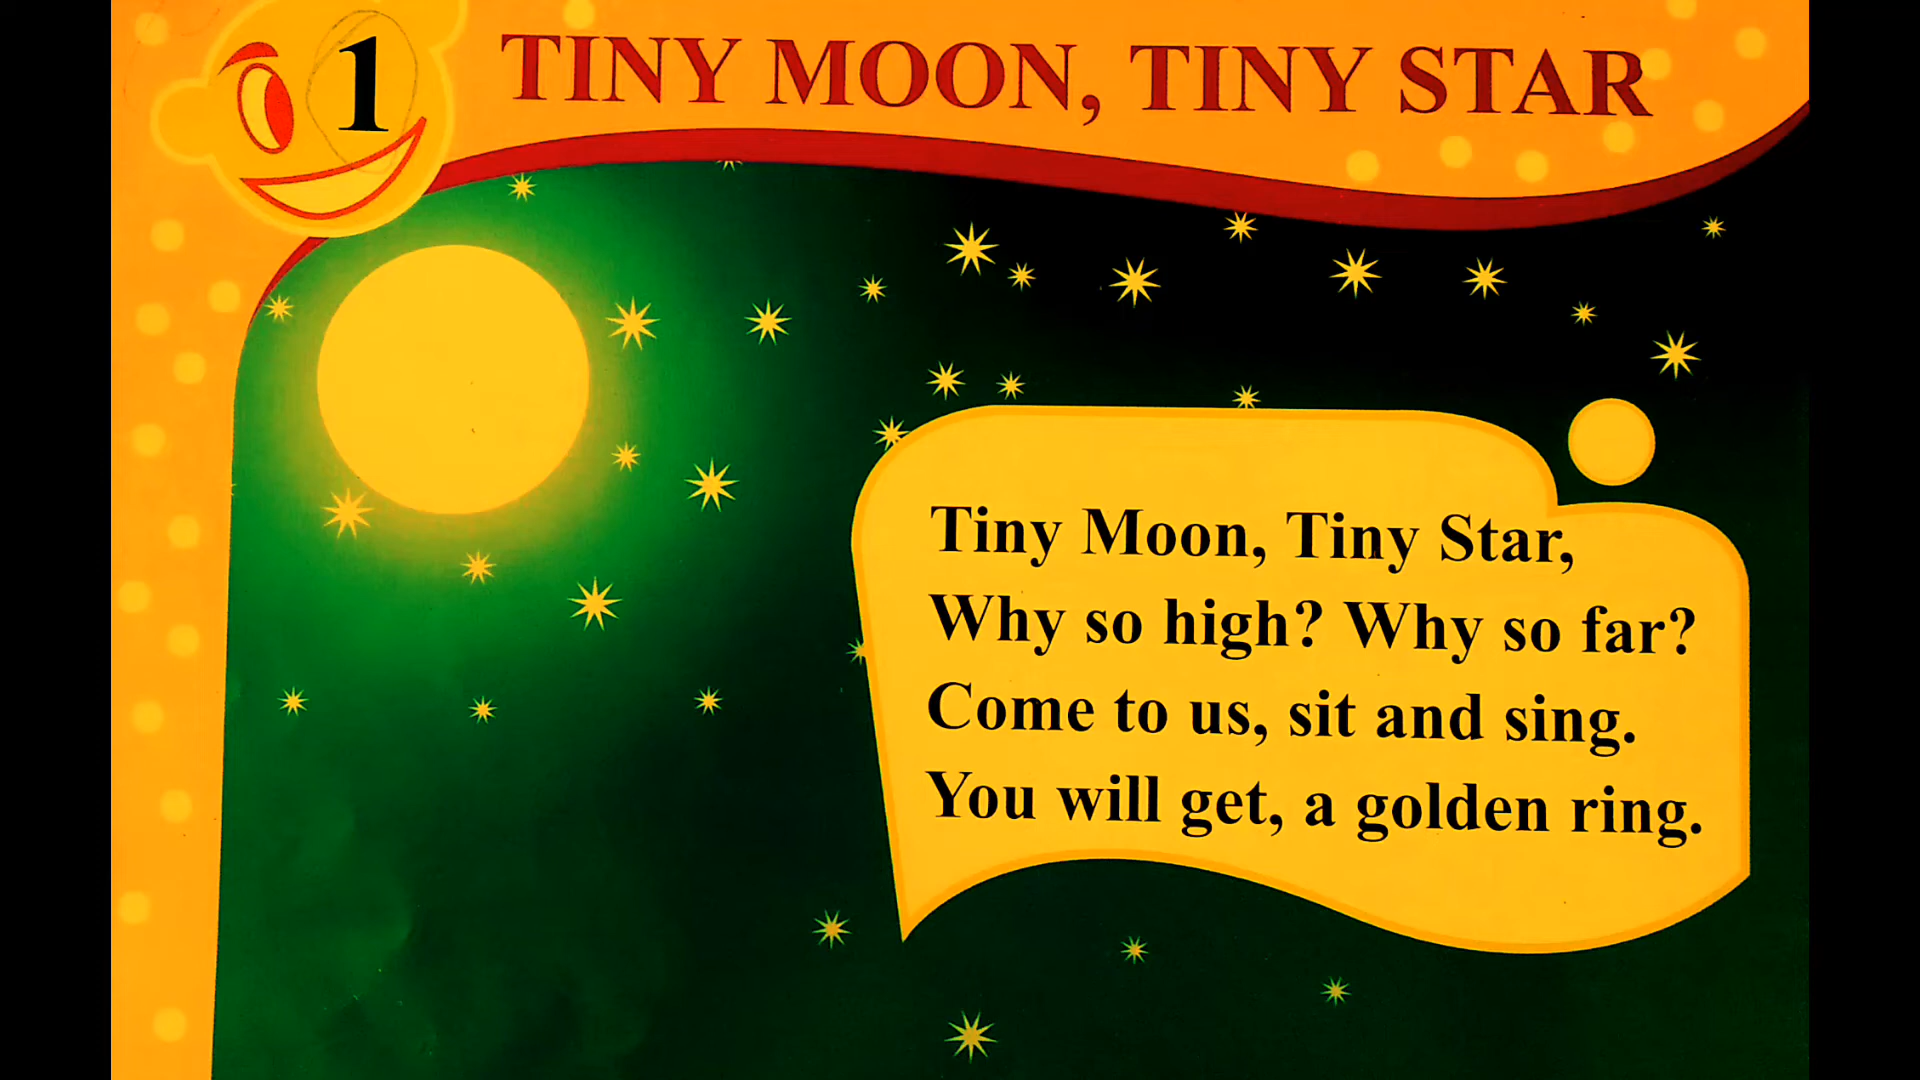 1
TINY MOON, TINY STAR
Tiny Moon, Tiny Star,
Why so high? Why so far?
Come to us, sit and sing.
You will get, a golden ring.